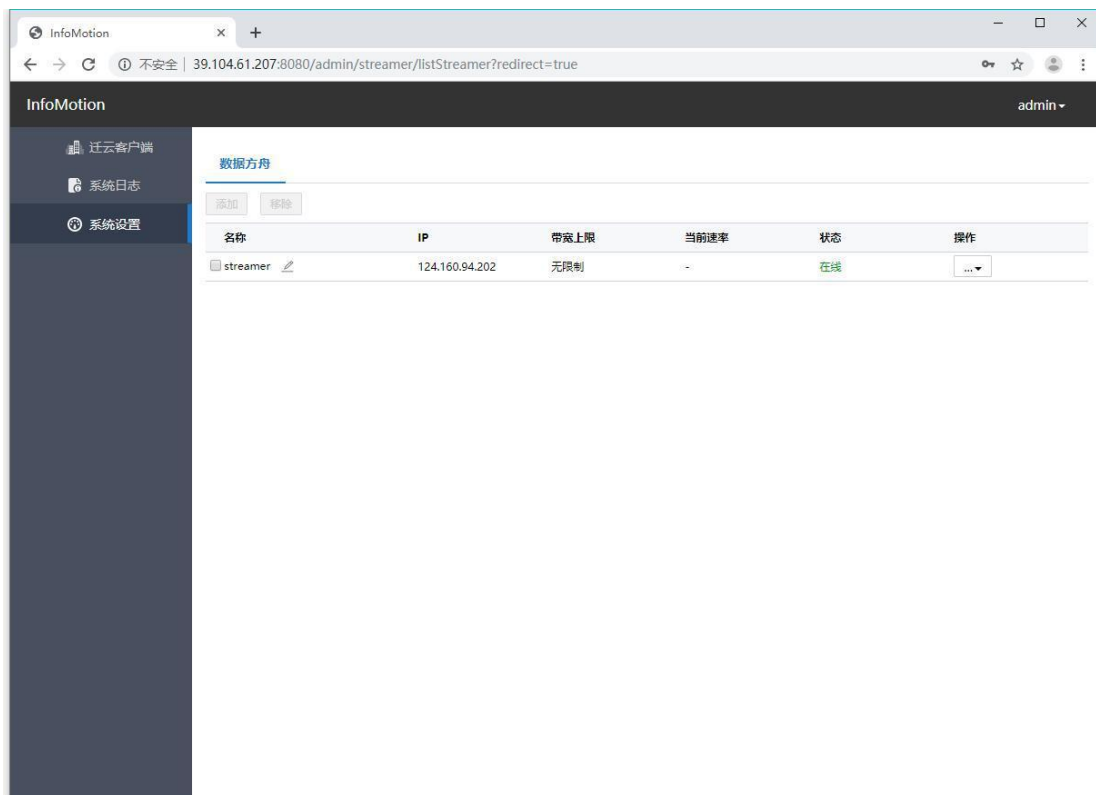 InfoMotion
不安全 | 39.104.61.207:8080/admin/streamer/listStreamer?redirect=true
InfoMotion admin
迁云客户端
系统日志
系统设置
数据方舟
添加 移除
名称 IP 带宽上限 当前速率 状态 操作
streamer 124.160.94.202 无限制 - 在线 ...